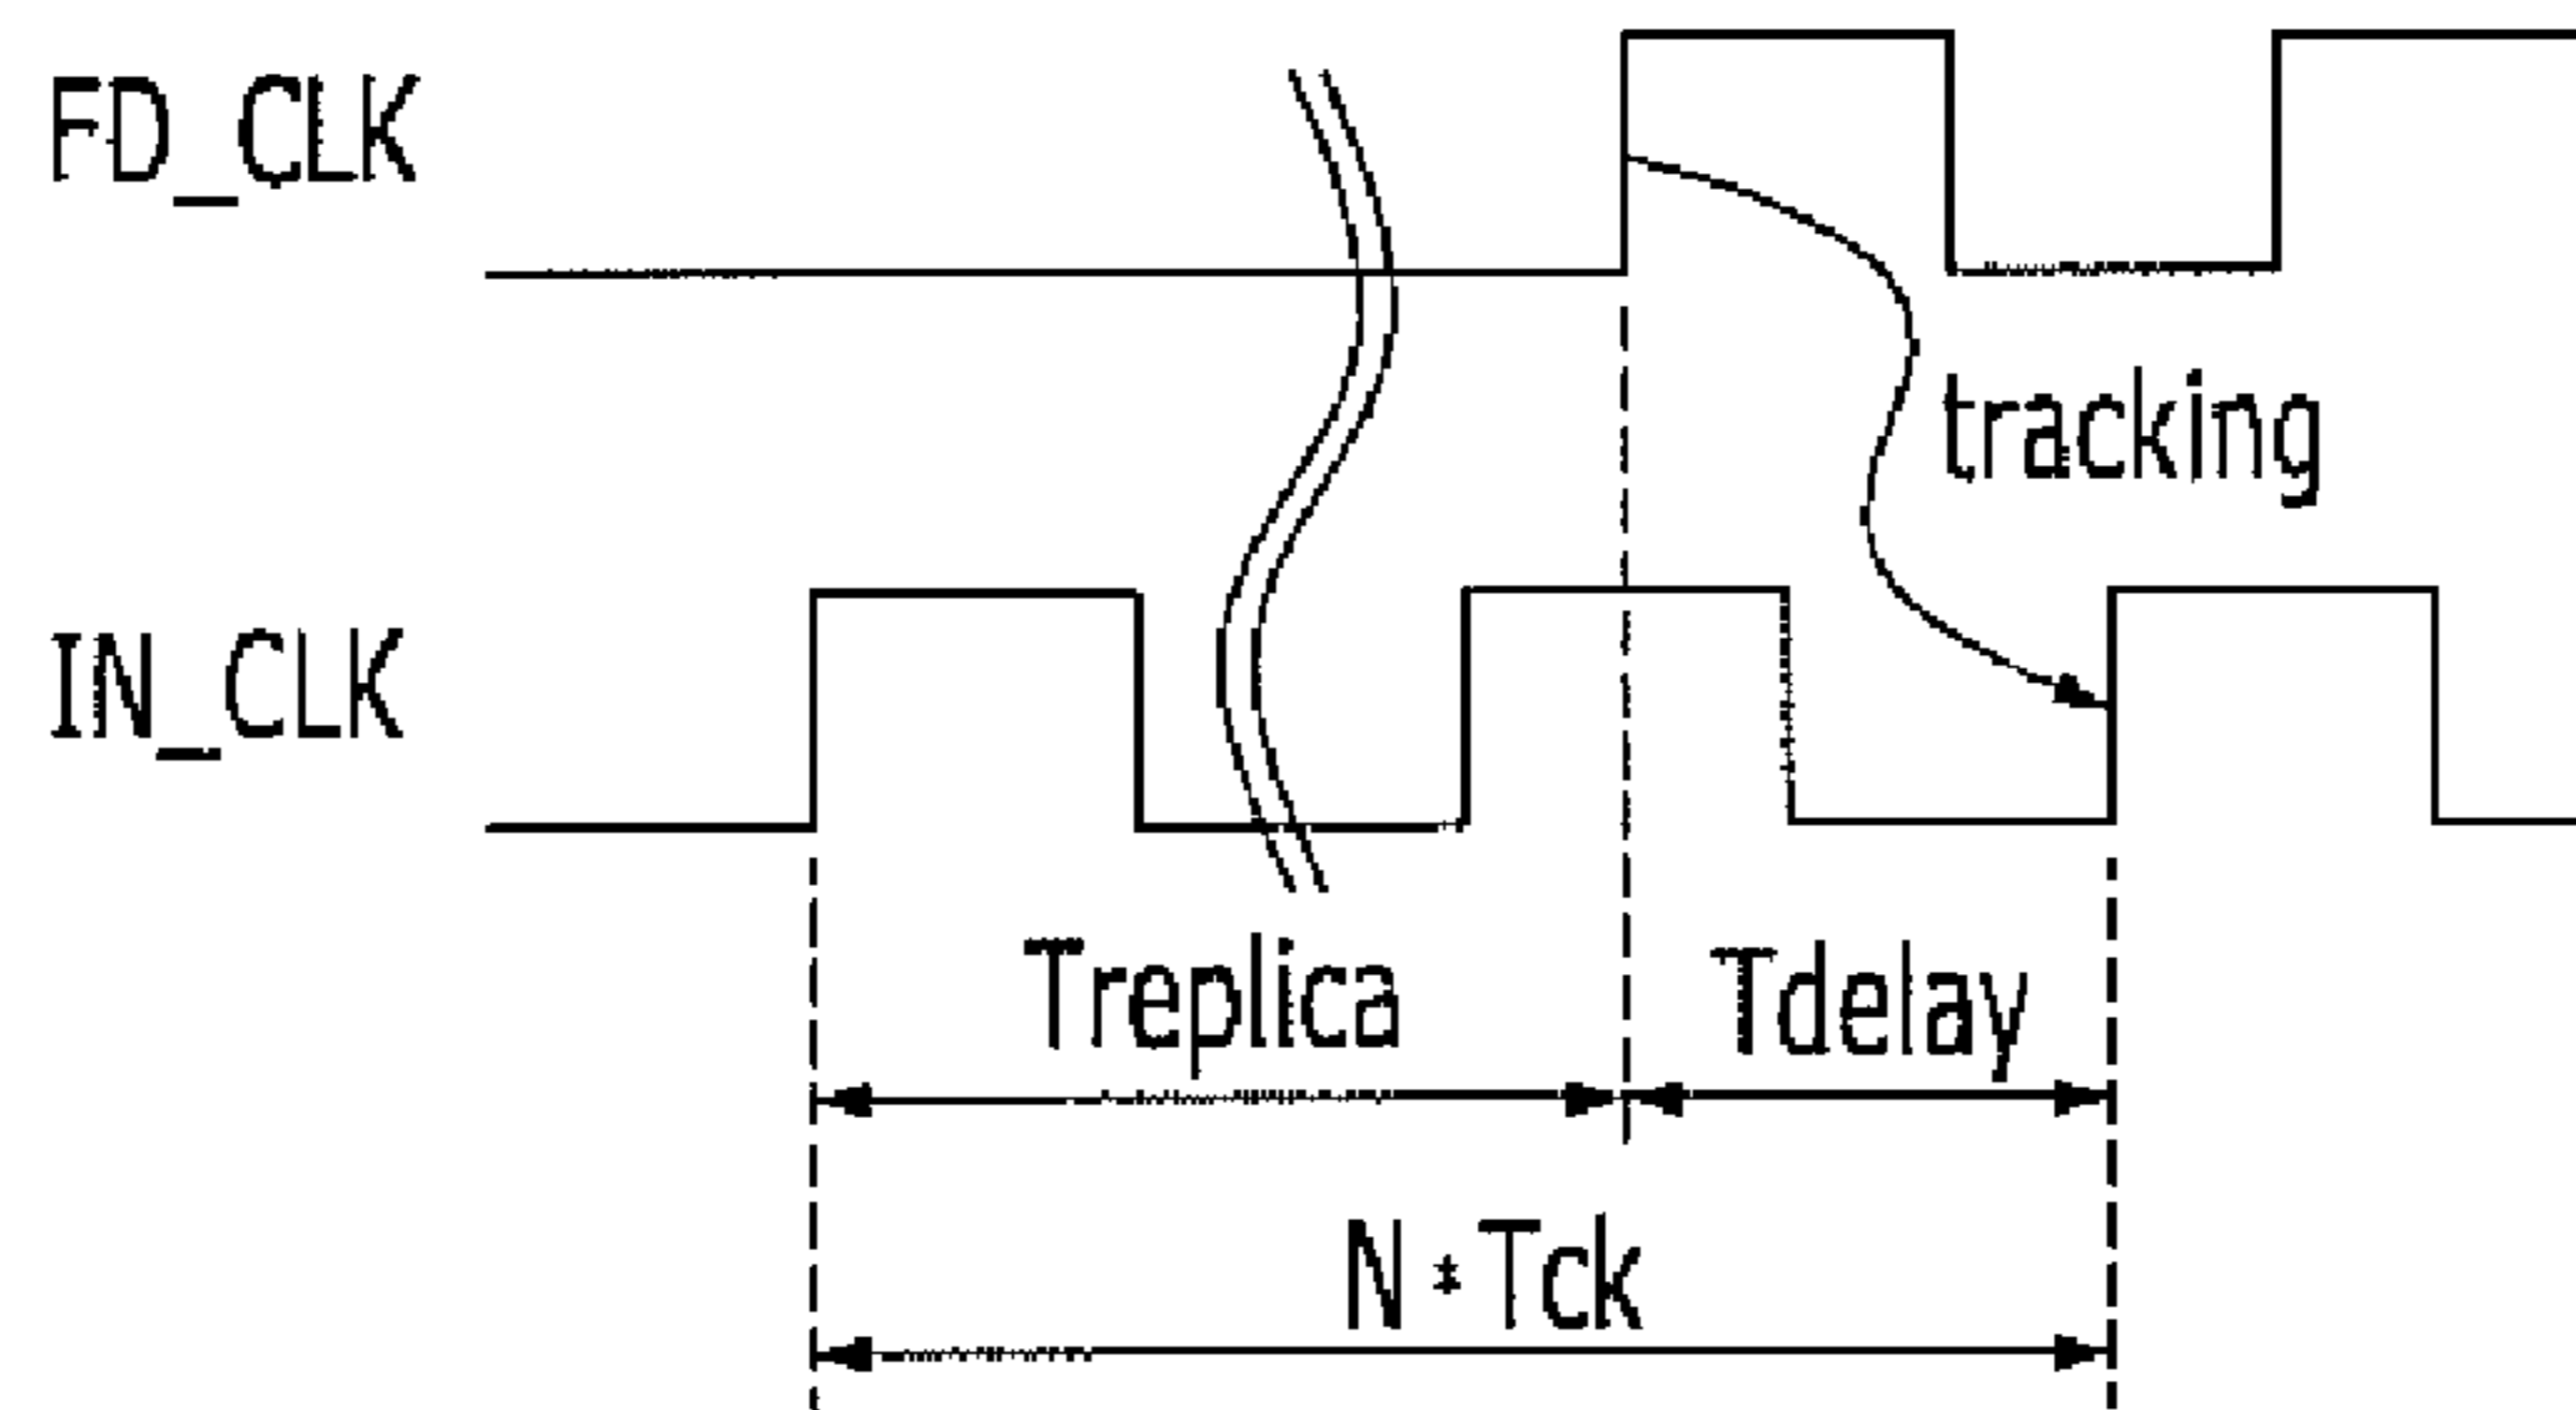 FD_CLK
tracking
IN_CLK
Treplica
Tdelay
N * Tck